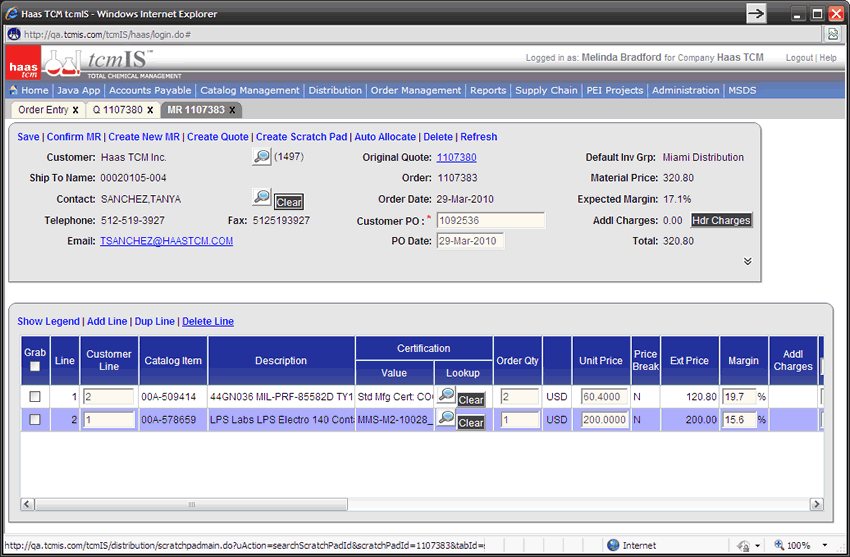 Haas TCM tcmIS - Windows Internet Explorer
http://qa.tcmis.com/tcmIS/haas/login.do#
haas tcm tcmIS™ TOTAL CHEMICAL MANAGEMENT
Logged in as: Melinda Bradford for Company Haas TCM Logout | Help
Home | Java App | Accounts Payable | Catalog Management | Distribution | Order Management | Reports | Supply Chain | PEI Projects | Administration | MSDS
Order Entry x Q 1107380 x MR 1107383 x
Save | Confirm MR | Create New MR | Create Quote | Create Scratch Pad | Auto Allocate | Delete | Refresh
Customer: Haas TCM Inc. (1497) Original Quote: 1107380 Default Inv Grp: Miami Distribution
Ship To Name: 00020105-004 Order: 1107383 Material Price: 320.80
Contact: SANCHEZ,TANYA Clear Order Date: 29-Mar-2010 Expected Margin: 17.1%
Telephone: 512-519-3927 Fax: 5125193927 Customer PO :* 1092536 Addl Charges: 0.00 Hdr Charges
Email: TSANCHEZ@HAASTCM.COM PO Date: 29-Mar-2010 Total: 320.80
Show Legend | Add Line | Dup Line | Delete Line
Grab Line Customer Line Catalog Item Description Certification Value Lookup Order Qty Unit Price Price Break Ext Price Margin Addl Charges
1 2 00A-509414 44GN036 MIL-PRF-85582D TY1 Std Mfg Cert: CO Clear 2 USD 60.4000 N 120.80 19.7 %
2 1 00A-578659 LPS Labs LPS Electro 140 Cont MMS-M2-10028_ Clear 1 USD 200.0000 N 200.00 15.6 %
http://qa.tcmis.com/tcmIS/distribution/scratchpadmain.do?uAction=searchScratchPadId&scratchPadId=1107383&tabId= Internet 100%